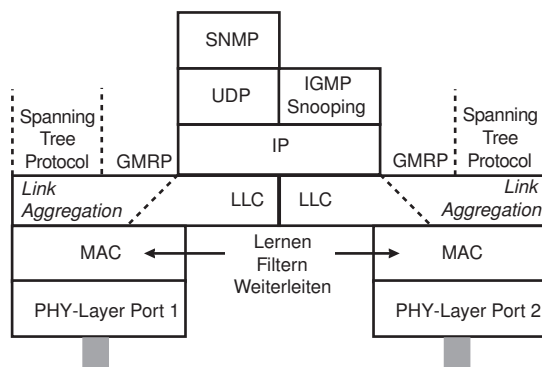 SNMP
UDP
IGMP
Snooping
IP
Spanning
Tree
Protocol
GMRP
GMRP
Spanning
Tree
Protocol
Link
Aggregation
LLC
LLC
Link
Aggregation
MAC
Lernen
Filtern
Weiterleiten
MAC
PHY-Layer Port 1
PHY-Layer Port 2